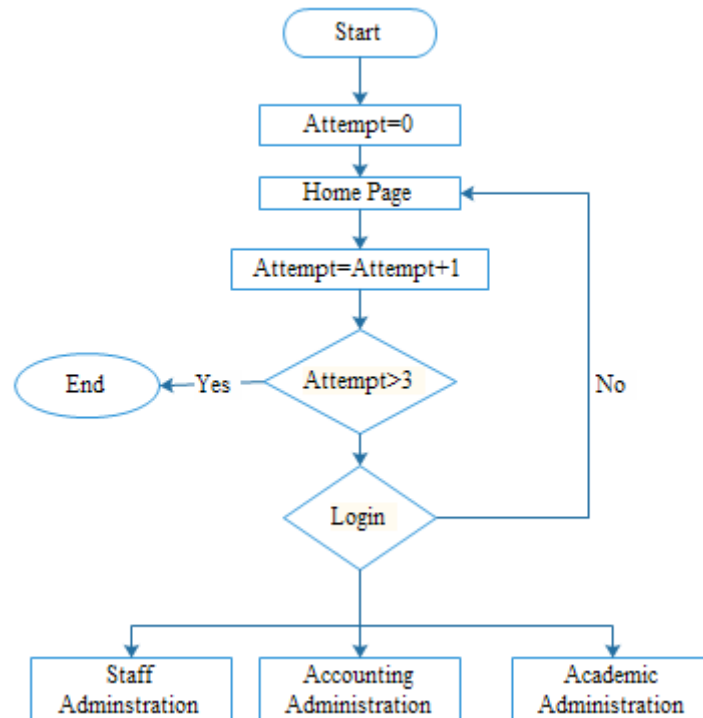 Start
Attempt=0
Home Page
Attempt=Attempt+1
Attempt>3
Yes
End
No
Login
Staff
Adminstration
Accounting
Administration
Academic
Administration